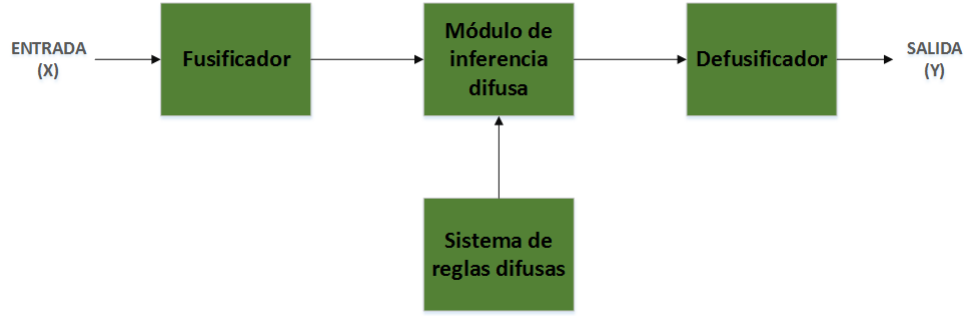 ENTRADA
(X)
Fusificador
Módulo de
inferencia
difusa
Defusificador
SALIDA
(Y)
Sistema de
reglas difusas